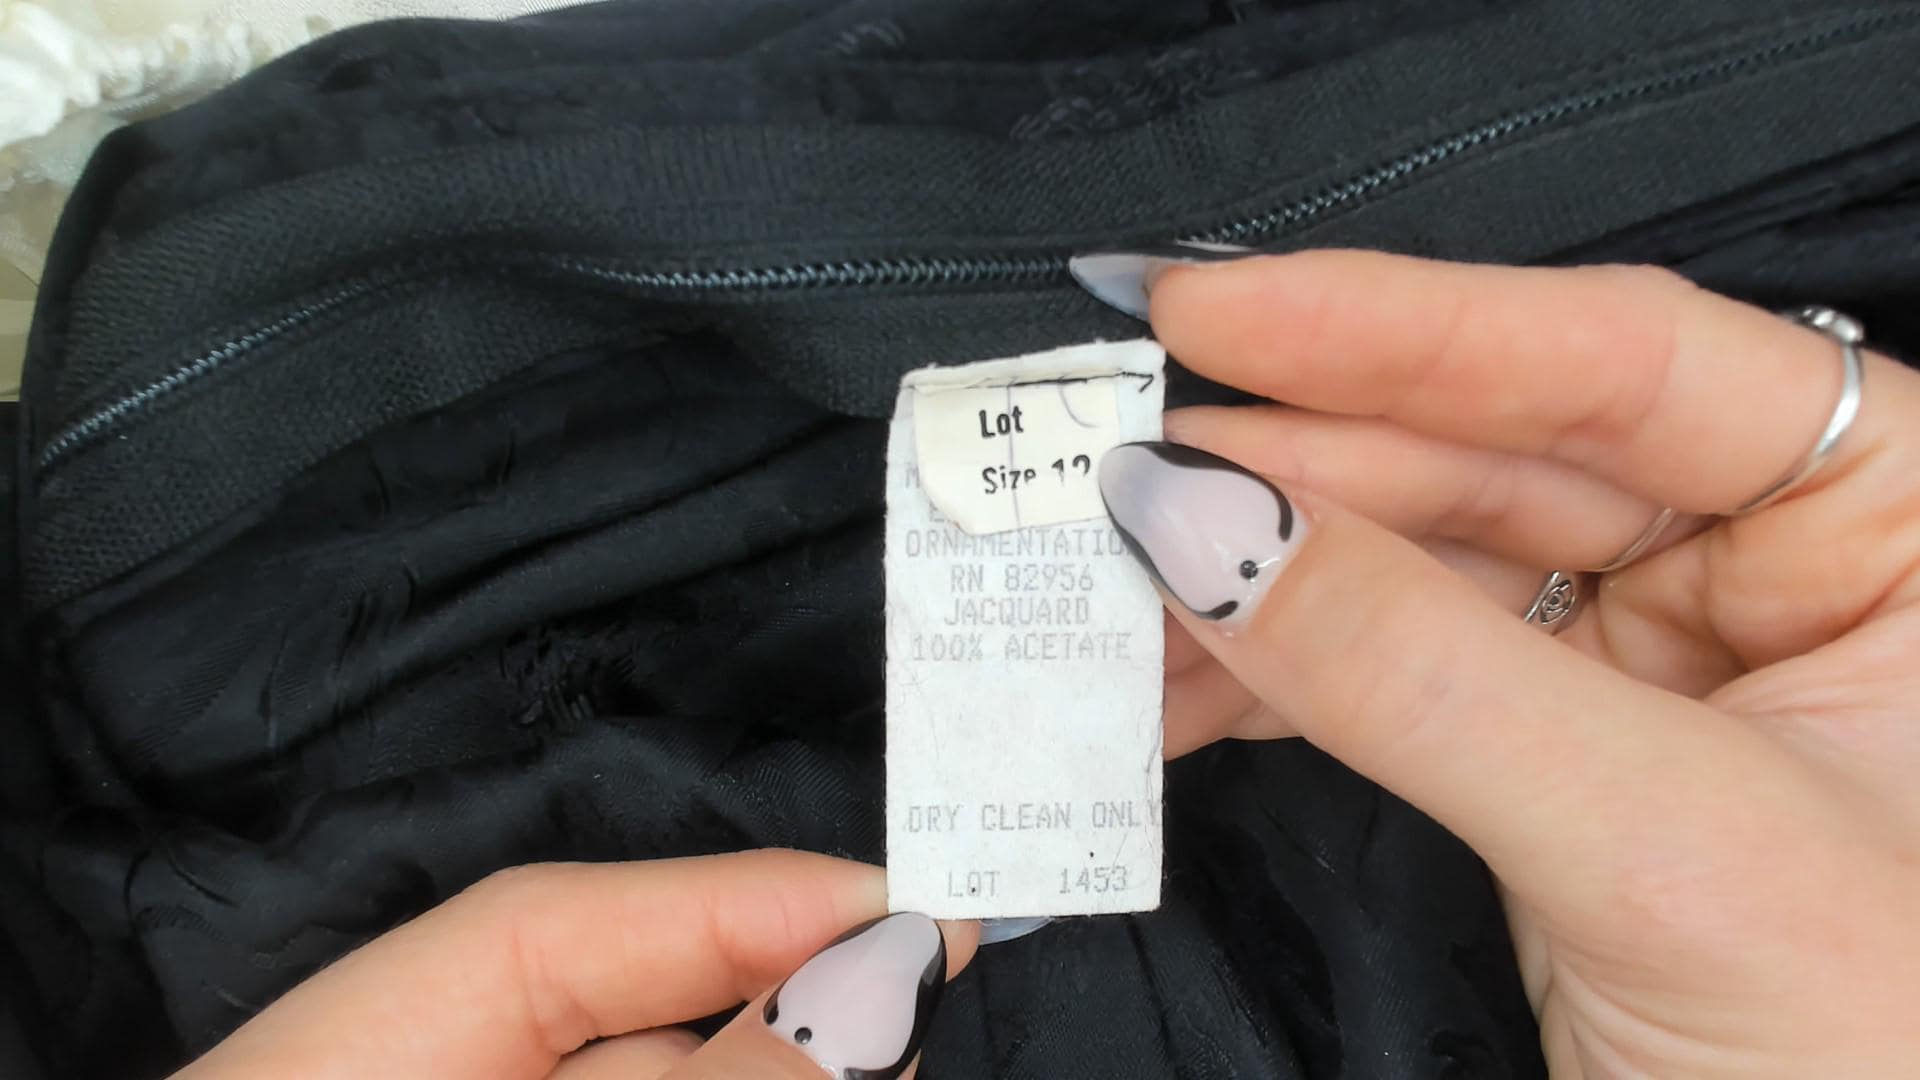 Lot
Size 12
ORNAMENTATIO
RN 82956
JACQUARD
100% ACETATE
DRY CLEAN ONLY
LOT 1453